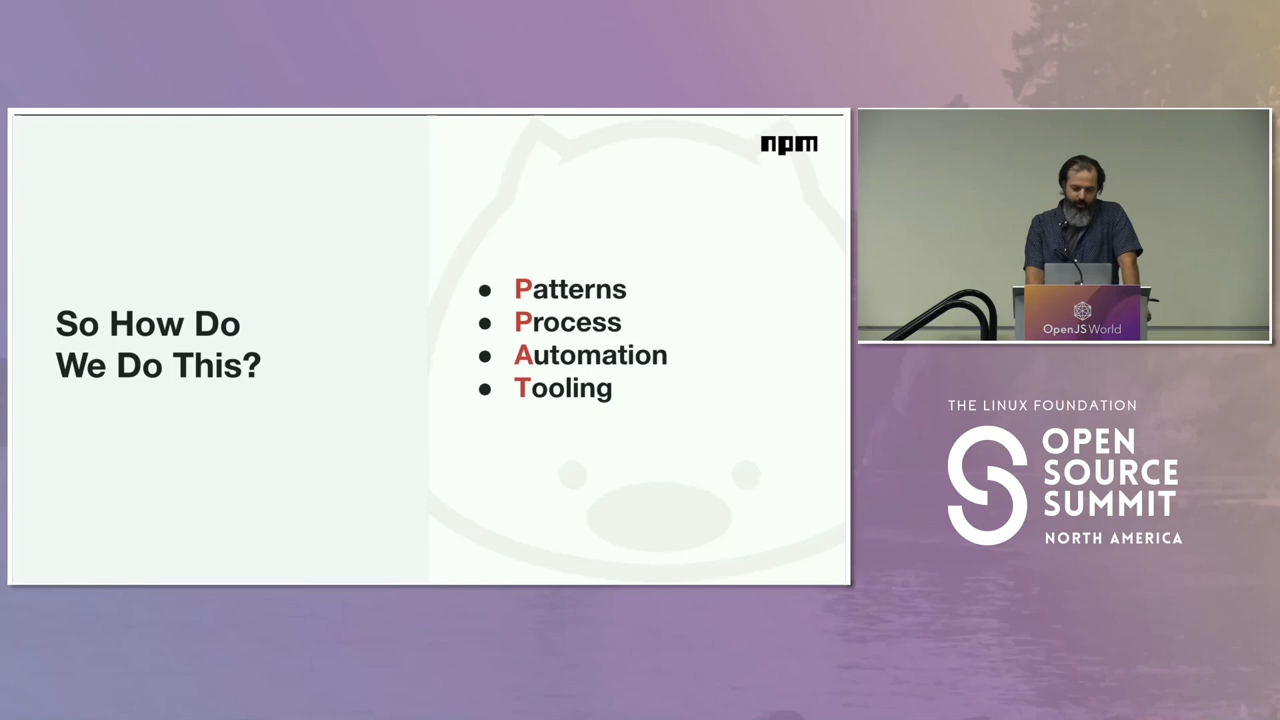 npm
So How Do
We Do This?
● Patterns
● Process
● Automation
● Tooling
OpenJS World
THE LINUX FOUNDATION
OPEN
SOURCE
SUMMIT
NORTH AMERICA